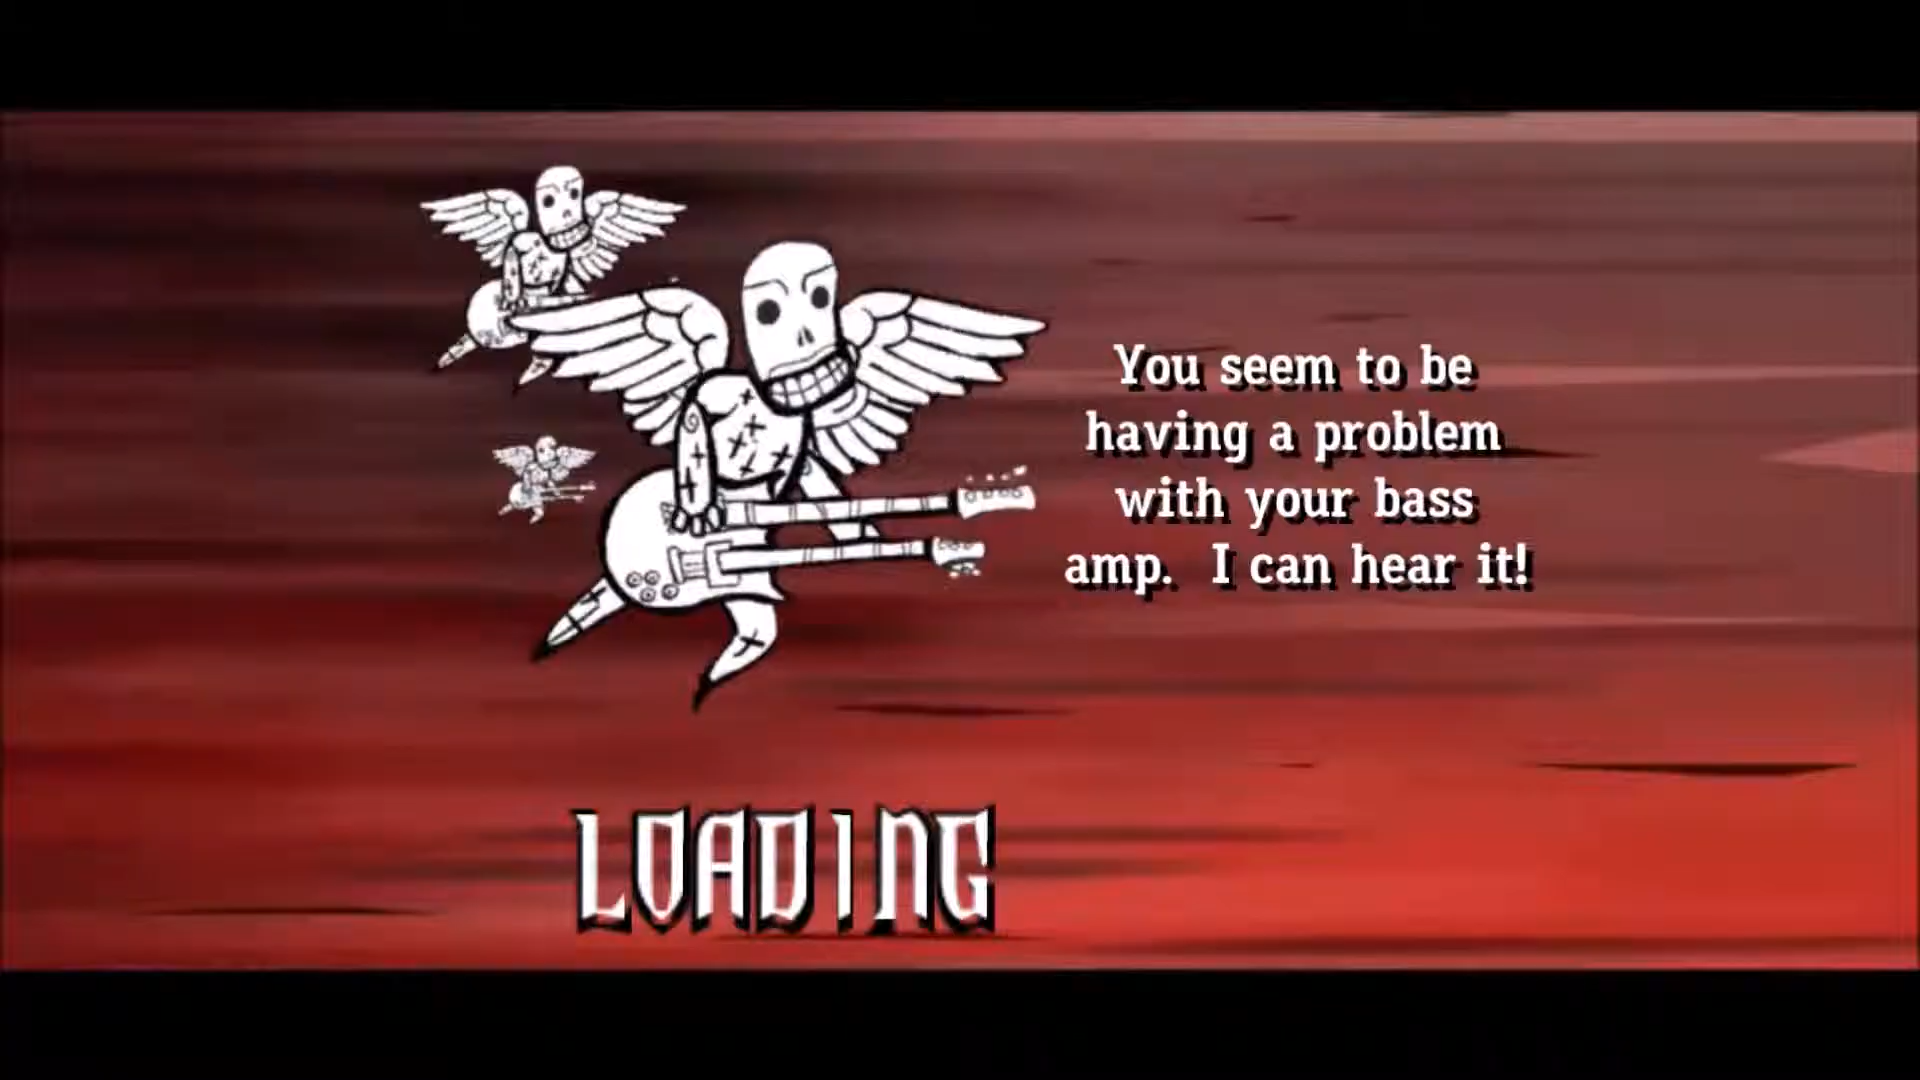 You seem to be
having a problem
with your bass
amp.  I can hear it!
LOADING